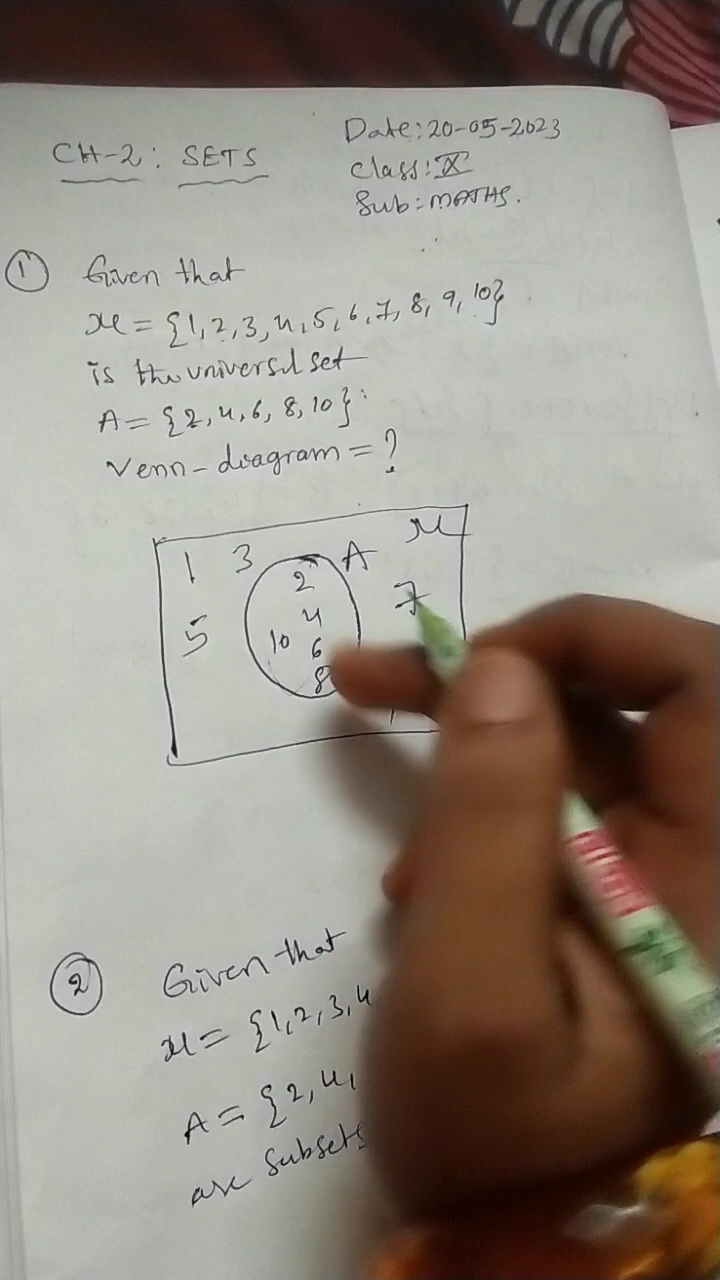 CH-2: SETS
Date: 20-05-2023
Class: X
Sub: MATHS.
① Given that
μ = {1, 2, 3, 4, 5, 6, 7, 8, 9, 10}
is the universal set
A = {2, 4, 6, 8, 10}
Venn-diagram = ?
μ
1 3 A
2
7
4
5
10 6
8
② Given that
μ = {1, 2, 3, 4
A = {2, 4,
are subsets